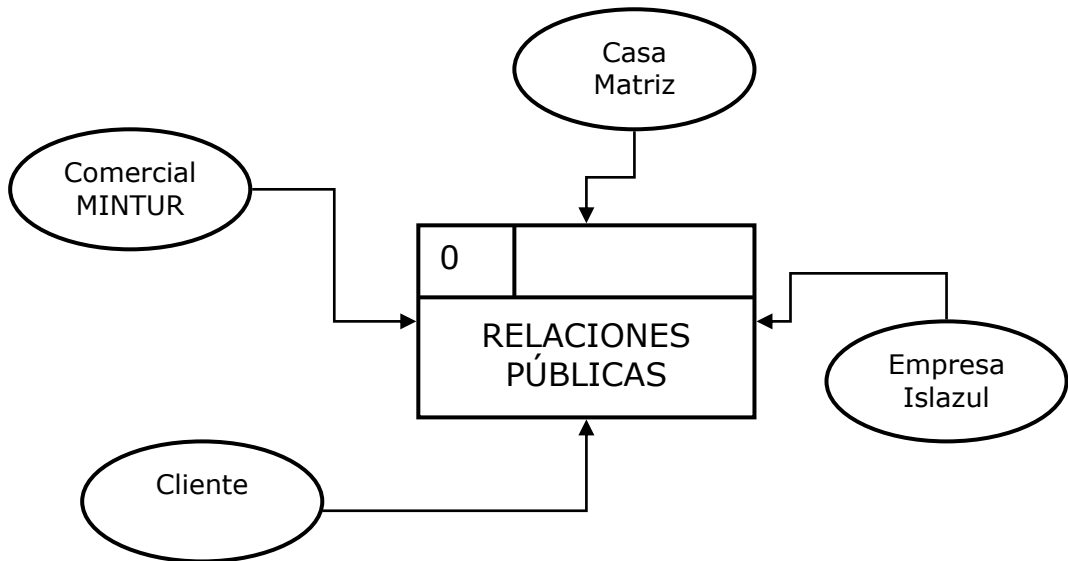 Casa
Matriz
Comercial
MINTUR
0
RELACIONES
PÚBLICAS
Empresa
Islazul
Cliente